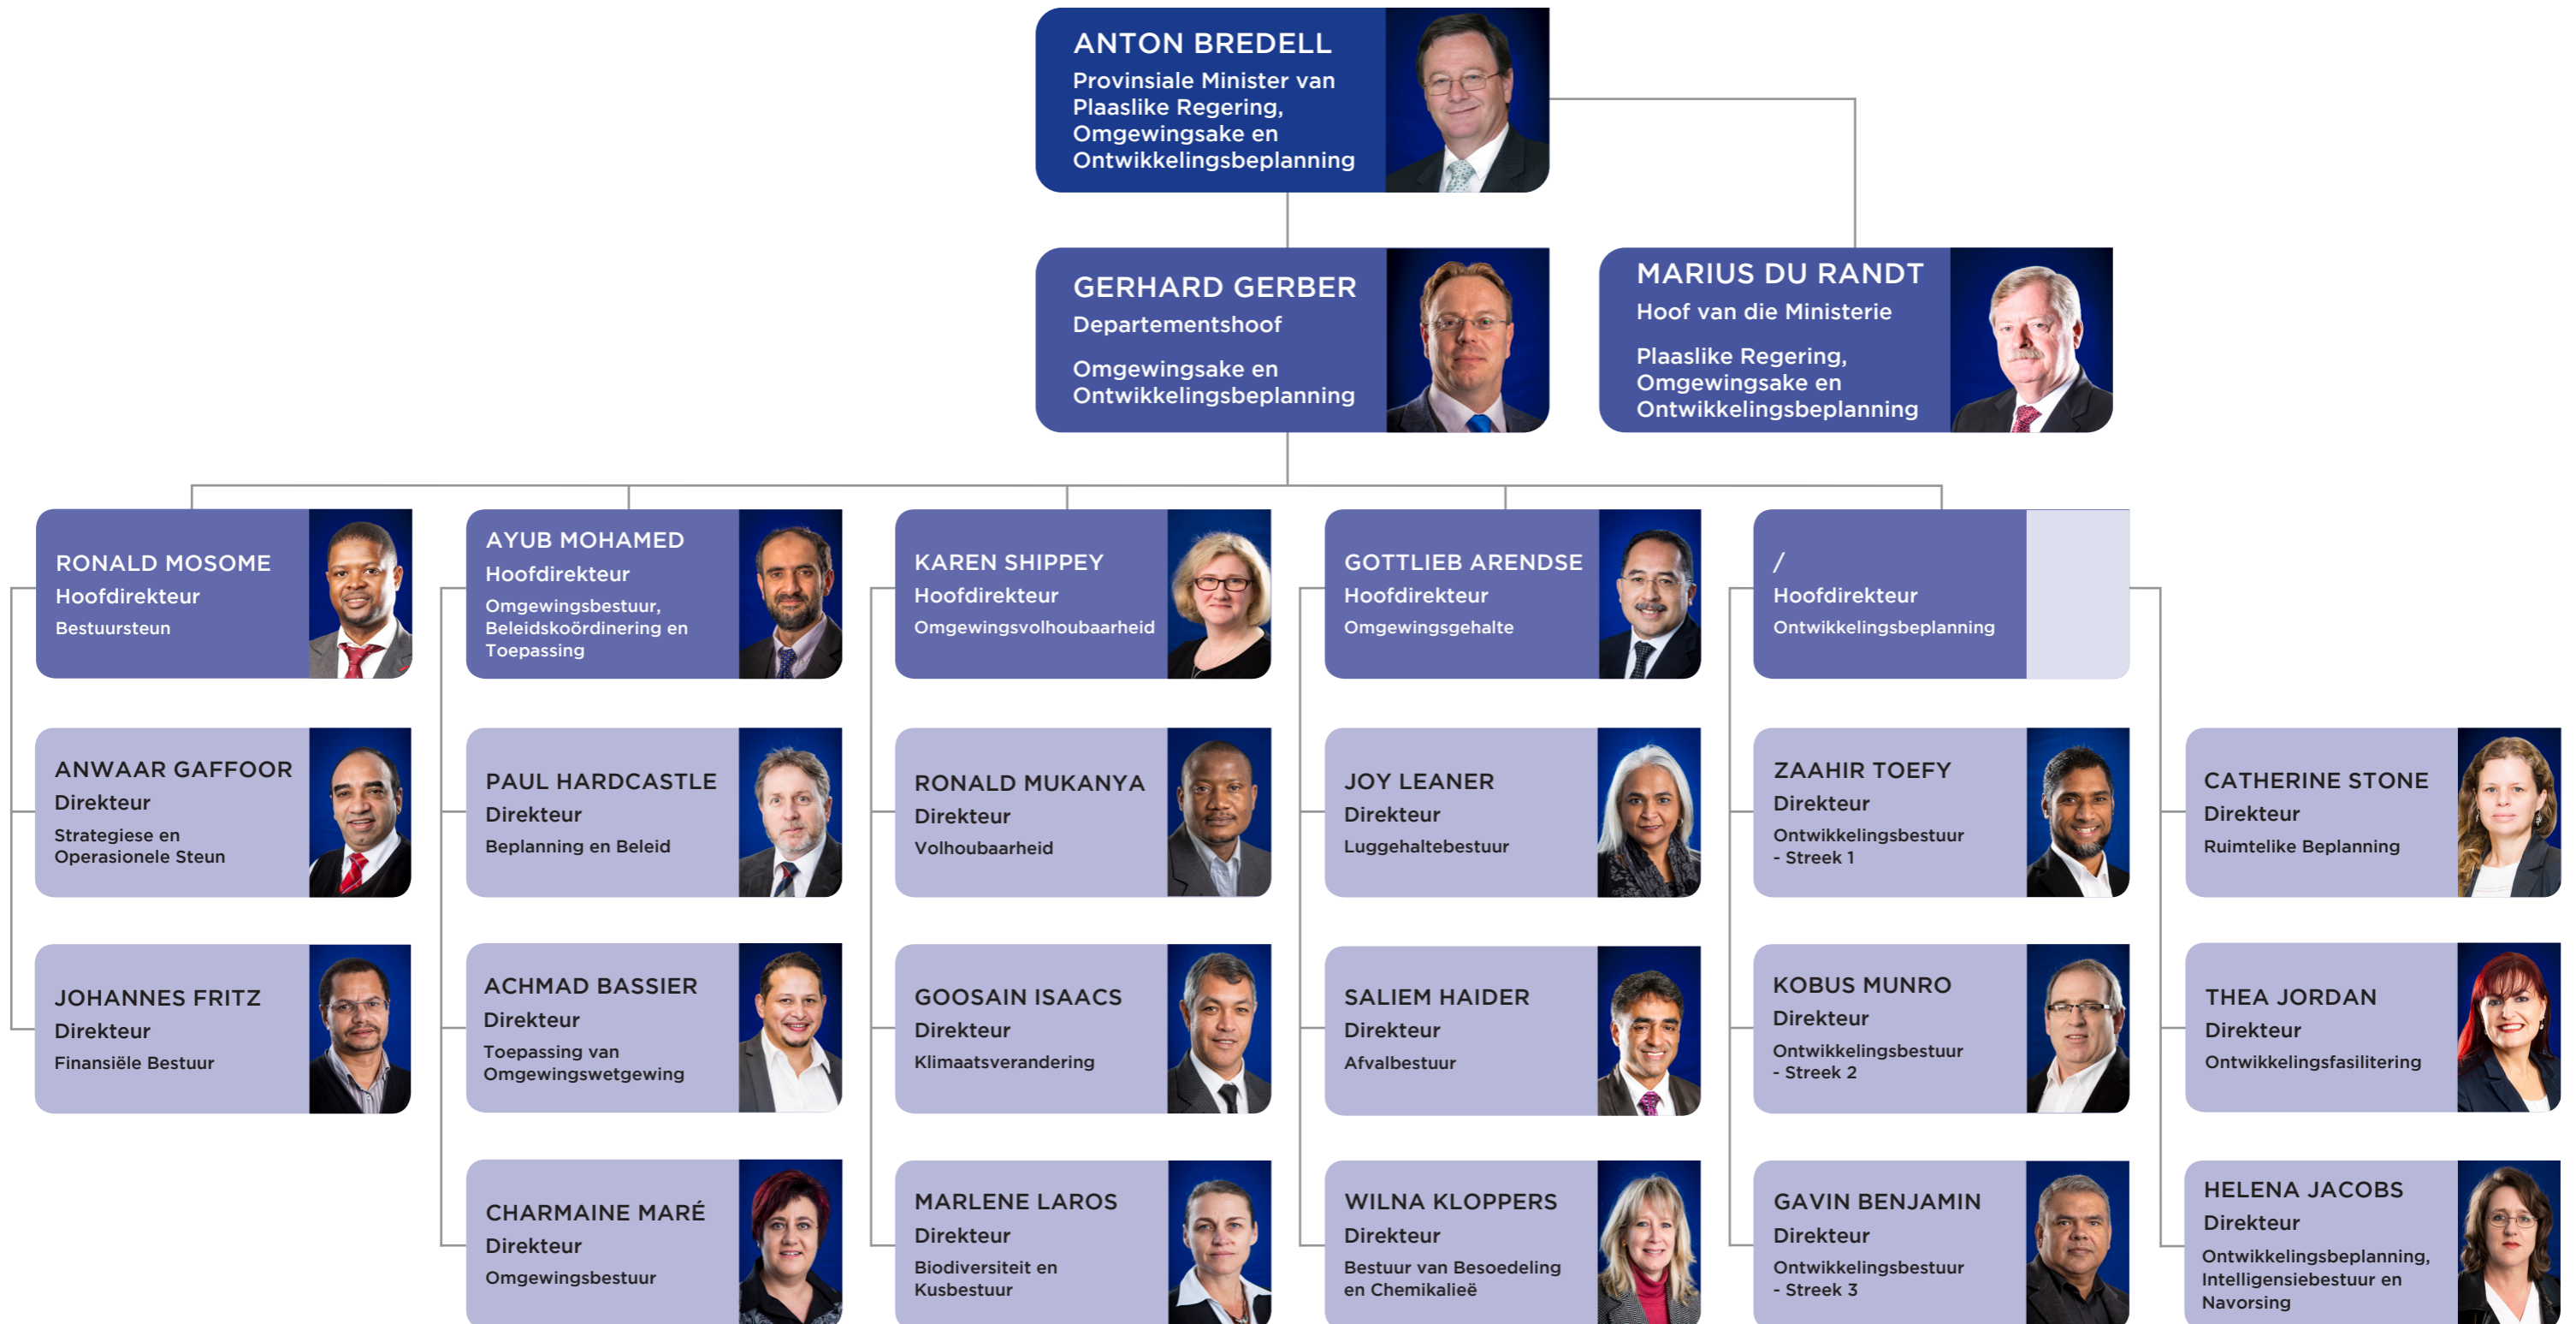 ANTON BREDELL
Provinsiale Minister van
Plaaslike Regering,
Omgewingsake en
Ontwikkelingsbeplanning
GERHARD GERBER
Departementshoof
Omgewingsake en
Ontwikkelingsbeplanning
MARIUS DU RANDT
Hoof van die Ministerie
Plaaslike Regering,
Omgewingsake en
Ontwikkelingsbeplanning
RONALD MOSOME
Hoofdirekteur
Bestuursteun
AYUB MOHAMED
Hoofdirekteur
Omgewingsbestuur,
Beleidskoördinering en
Toepassing
KAREN SHIPPEY
Hoofdirekteur
Omgewingsvolhoubaarheid
GOTTLIEB ARENDSE
Hoofdirekteur
Omgewingsgehalte
/
Hoofdirekteur
Ontwikkelingsbeplanning
ANWAAR GAFFOOR
Direkteur
Strategiese en
Operasionele Steun
PAUL HARDCASTLE
Direkteur
Beplanning en Beleid
RONALD MUKANYA
Direkteur
Volhoubaarheid
JOY LEANER
Direkteur
Luggehaltebestuur
ZAAHIR TOEFY
Direkteur
Ontwikkelingsbestuur
- Streek 1
CATHERINE STONE
Direkteur
Ruimtelike Beplanning
JOHANNES FRITZ
Direkteur
Finansiële Bestuur
ACHMAD BASSIER
Direkteur
Toepassing van
Omgewingswetgewing
GOOSAIN ISAACS
Direkteur
Klimaatsverandering
SALIEM HAIDER
Direkteur
Afvalbestuur
KOBUS MUNRO
Direkteur
Ontwikkelingsbestuur
- Streek 2
THEA JORDAN
Direkteur
Ontwikkelingsfasilitering
CHARMAINE MARÉ
Direkteur
Omgewingsbestuur
MARLENE LAROS
Direkteur
Biodiversiteit en
Kusbestuur
WILNA KLOPPERS
Direkteur
Bestuur van Besoedeling
en Chemikalieë
GAVIN BENJAMIN
Direkteur
Ontwikkelingsbestuur
- Streek 3
HELENA JACOBS
Direkteur
Ontwikkelingsbeplanning,
Intelligensiebestuur en
Navorsing